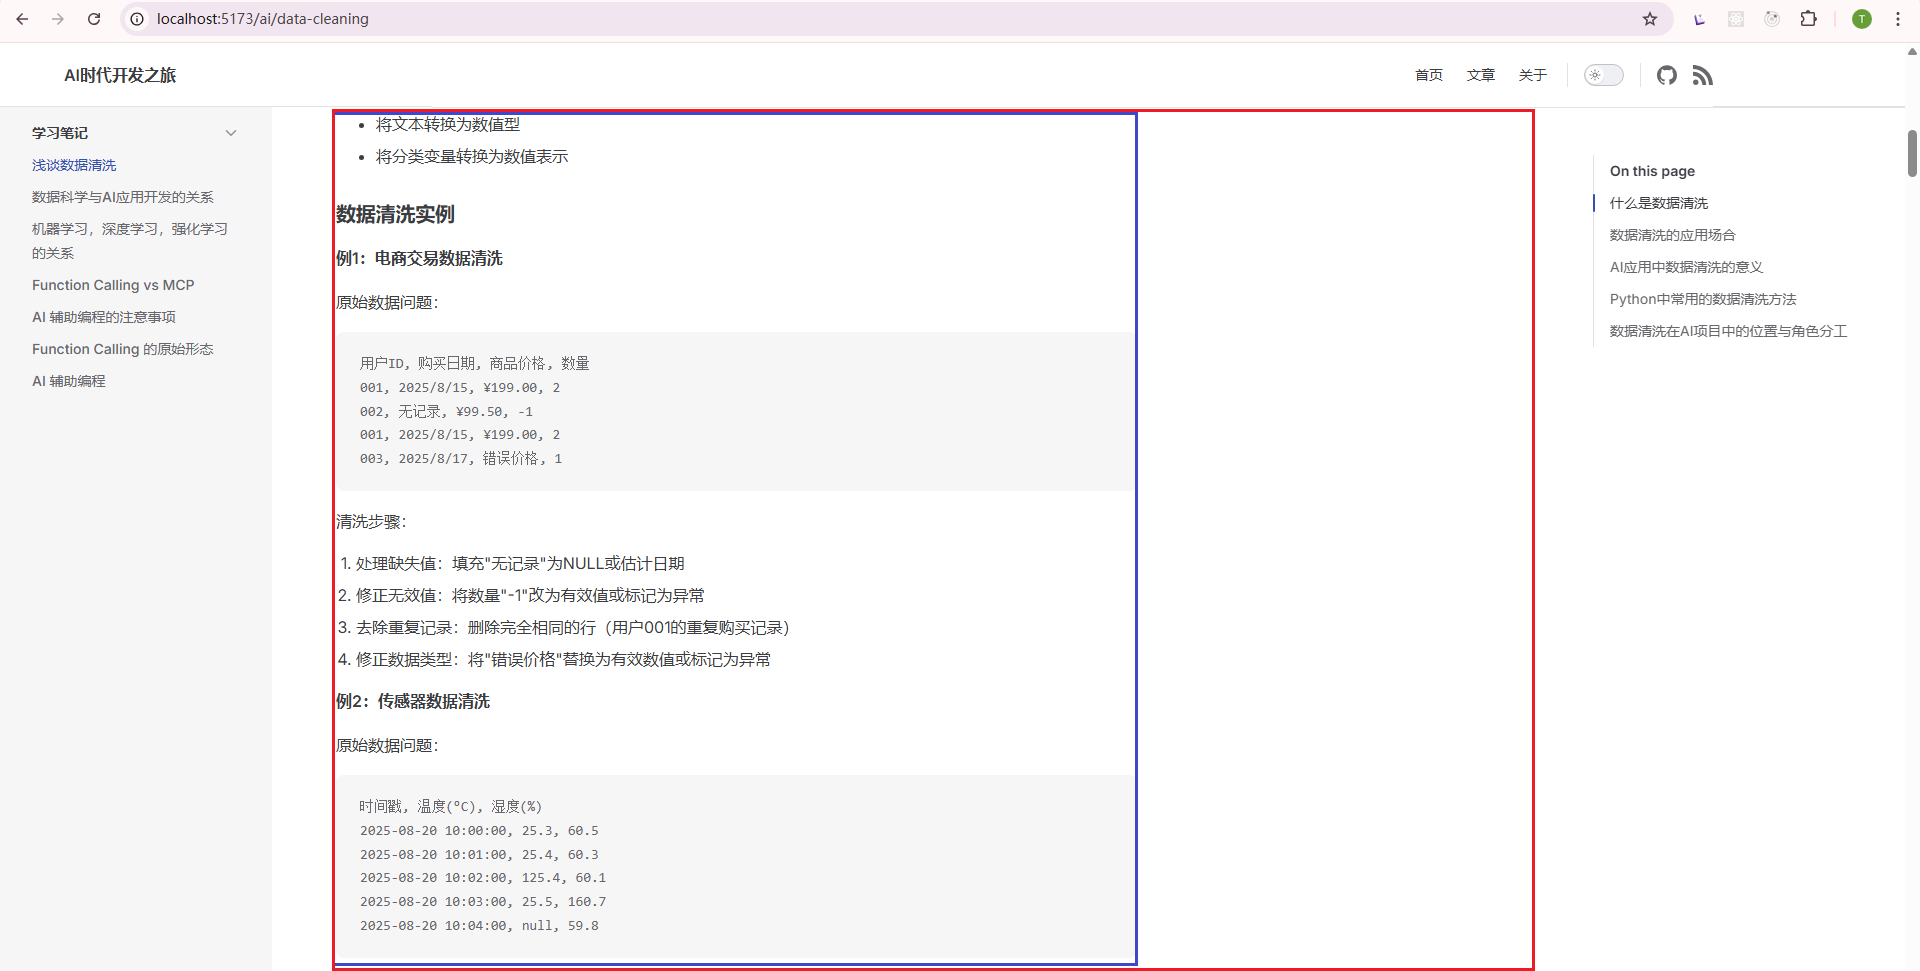 localhost:5173/ai/data-cleaning
T
AI时代开发之旅
首页
文章
关于
学习笔记
浅谈数据清洗
数据科学与AI应用开发的关系
机器学习，深度学习，强化学习
的关系
Function Calling vs MCP
AI 辅助编程的注意事项
Function Calling 的原始形态
AI 辅助编程
将文本转换为数值型
将分类变量转换为数值表示
数据清洗实例
例1：电商交易数据清洗
原始数据问题：
用户ID, 购买日期, 商品价格, 数量
001, 2025/8/15, ¥199.00, 2
002, 无记录, ¥99.50, -1
001, 2025/8/15, ¥199.00, 2
003, 2025/8/17, 错误价格, 1
清洗步骤：
1. 处理缺失值：填充"无记录"为NULL或估计日期
2. 修正无效值：将数量"-1"改为有效值或标记为异常
3. 去除重复记录：删除完全相同的行（用户001的重复购买记录）
4. 修正数据类型：将"错误价格"替换为有效数值或标记为异常
例2：传感器数据清洗
原始数据问题：
时间戳, 温度(°C), 湿度(%)
2025-08-20 10:00:00, 25.3, 60.5
2025-08-20 10:01:00, 25.4, 60.3
2025-08-20 10:02:00, 125.4, 60.1
2025-08-20 10:03:00, 25.5, 160.7
2025-08-20 10:04:00, null, 59.8
On this page
什么是数据清洗
数据清洗的应用场合
AI应用中数据清洗的意义
Python中常用的数据清洗方法
数据清洗在AI项目中的位置与角色分工